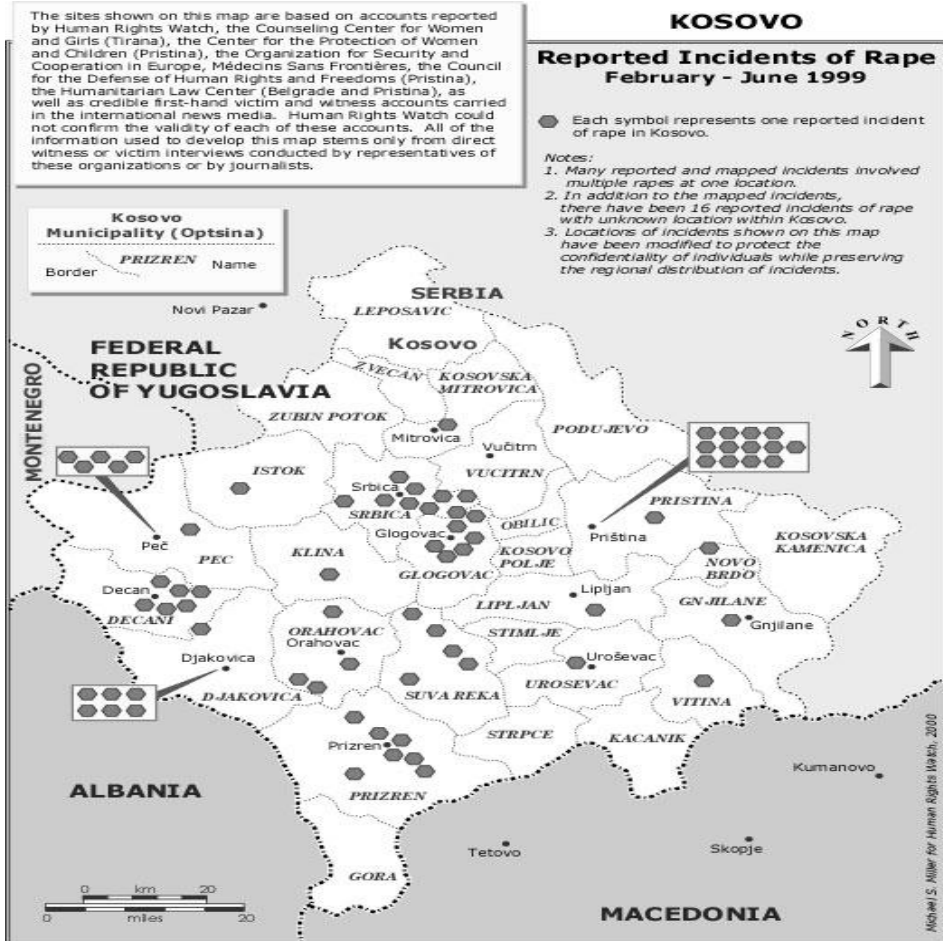 The sites shown on this map are based on accounts reported
by Human Rights Watch, the Counseling Center for Women
and Girls (Tirana), the Center for the Protection of Women
and Children (Pristina), the Organization for Security and
Cooperation in Europe, Médecins Sans Frontières, the Council
for the Defense of Human Rights and Freedoms (Pristina),
the Humanitarian Law Center (Belgrade and Pristina), as
well as credible first-hand victim and witness accounts carried
in the international news media. Human Rights Watch could
not confirm the validity of each of these accounts. All of the
information used to develop this map stems only from direct
witness or victim interviews conducted by representatives of
these organizations or by journalists.
KOSOVO
Reported Incidents of Rape
February - June 1999
Each symbol represents one reported incident
of rape in Kosovo.
Notes:
1. Many reported and mapped incidents involved
multiple rapes at one location.
2. In addition to the mapped incidents,
there have been 16 reported incidents of rape
with unknown location within Kosovo.
3. Locations of incidents shown on this map
have been modified to protect the
confidentiality of individuals while preserving
the regional distribution of incidents.
Kosovo
Municipality (Optsina)
PRIZREN
Border
Name
NORTH
Novi Pazar
SERBIA
LEPOSAVIC
Kosovo
FEDERAL
REPUBLIC
OF YUGOSLAVIA
MONTENEGRO
ZVECAN
KOSOVSKA
MITROVICA
ZUBIN POTOK
Mitrovica
PODUJEVO
Vučitrn
VUCITRN
ISTOK
Srbica
SRBICA
PRISTINA
OBILIC
Priština
Glogovac
Peč
PEC
KLINA
KOSOVO
POLJE
KOSOVSKA
KAMENICA
GLOGOVAC
NOVO
BRDO
Decan
DECANI
LIPLJAN
Lipljan
GNJILANE
Gnjilane
ORAHOVAC
Orahovac
STIMLJE
Djakovica
DJAKOVICA
SUVA REKA
Uroševac
UROSEVAC
VITINA
Prizren
STRPCE
KACANIK
PRIZREN
ALBANIA
Kumanovo
Tetovo
Skopje
GORA
MACEDONIA
0 km 20
0 miles 20
Michael S. Miller for Human Rights Watch, 2000